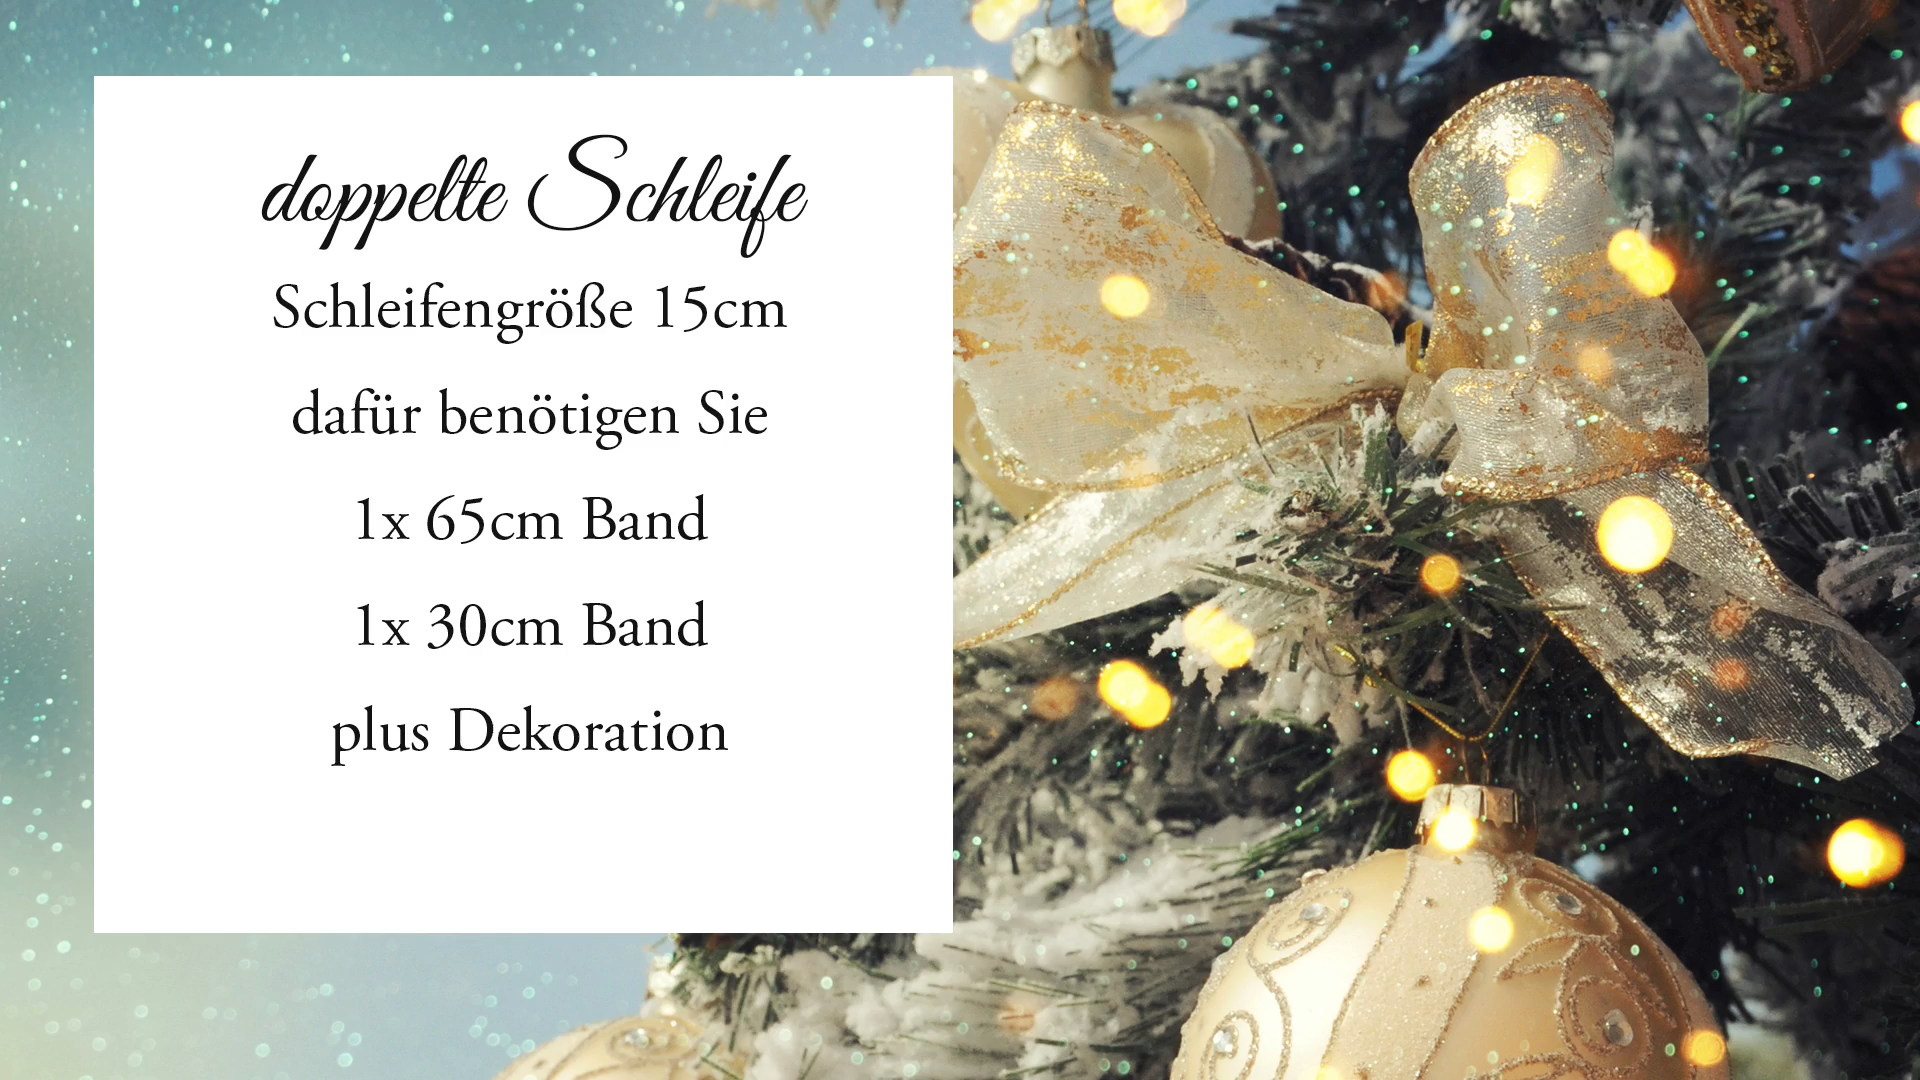 doppelte Schleife
Schleifengröße 15cm
dafür benötigen Sie
1x 65cm Band
1x 30cm Band
plus Dekoration